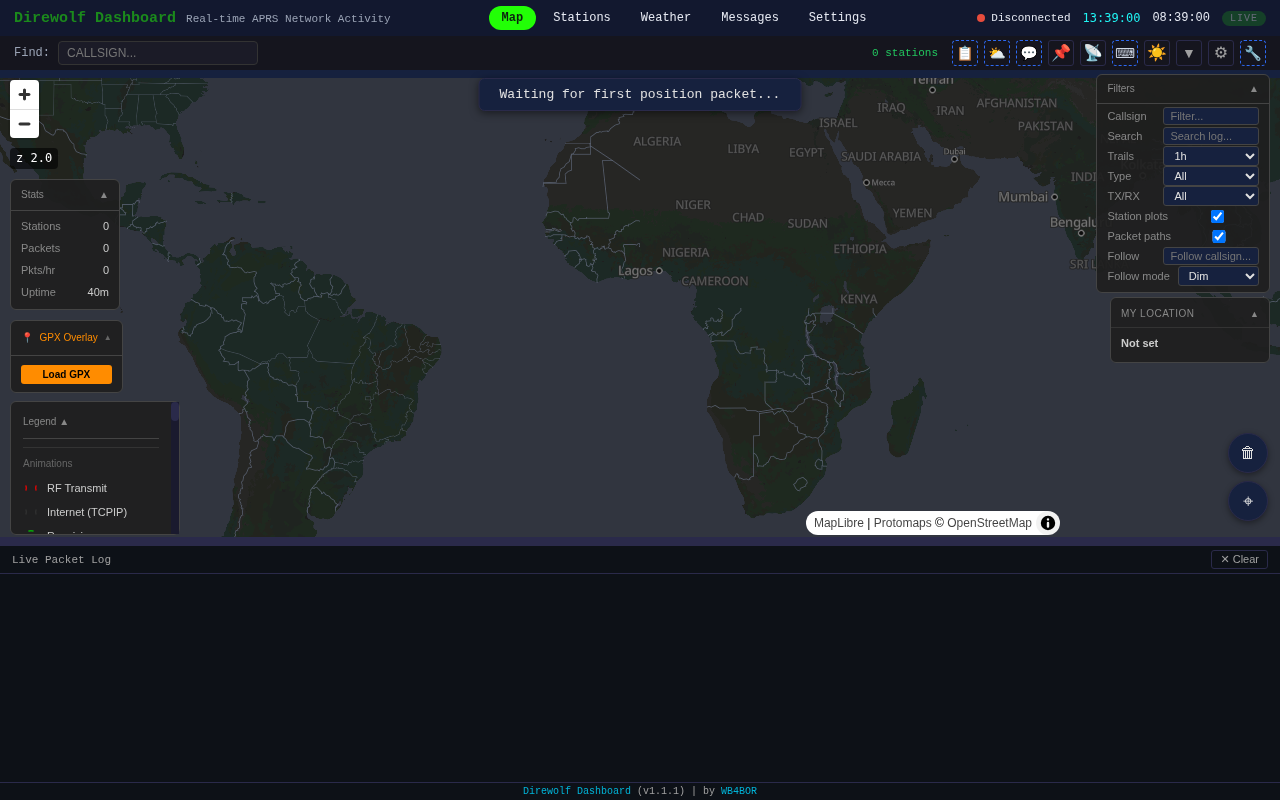 Direwolf Dashboard Real-time APRS Network Activity
Map Stations Weather Messages Settings
Disconnected 13:39:00 08:39:00 LIVE
Find: CALLSIGN...
0 stations
Waiting for first position packet...
z 2.0
Stats ▲
Stations 0
Packets 0
Pkts/hr 0
Uptime 40m
GPX Overlay ▲
Load GPX
Legend ▲
Animations
RF Transmit
Internet (TCPIP)
Tehran
IRAQ
IRAN
AFGHANISTAN
ISRAEL
PAKISTAN
ALGERIA
LIBYA
EGYPT
SAUDI ARABIA
Dubai
Mecca
INDI
Mumbai
NIGER
CHAD
SUDAN
YEMEN
Bengalu
NIGERIA
ETHIOPIA
Lagos
CAMEROON
SRI L
KENYA
Filters ▲
Callsign Filter...
Search Search log...
Trails 1h
Type All
TX/RX All
Station plots
Packet paths
Follow Follow callsign...
Follow mode Dim
MY LOCATION ▲
Not set
MapLibre | Protomaps © OpenStreetMap
Live Packet Log
✕ Clear
Direwolf Dashboard (v1.1.1) | by WB4BOR